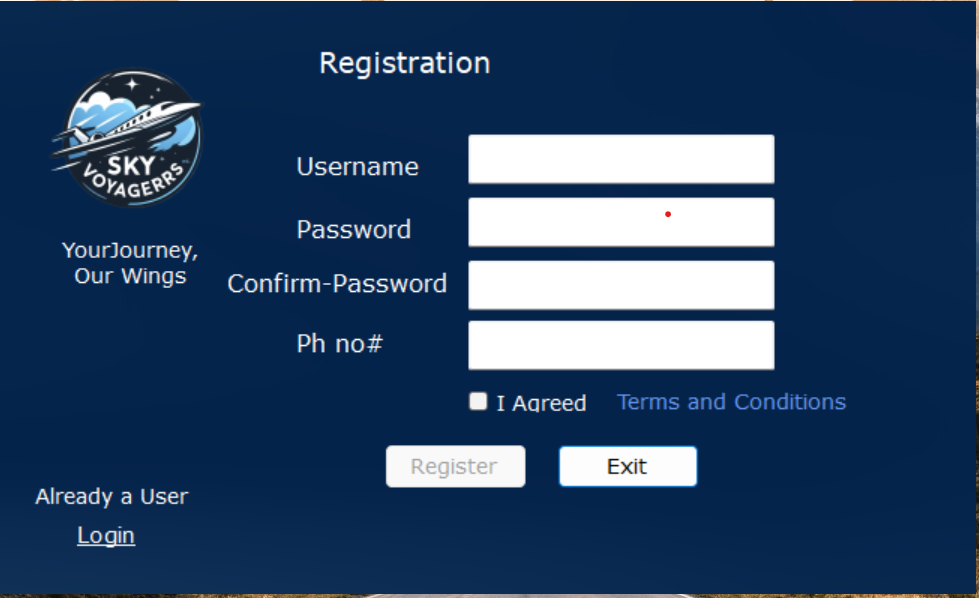 Registration
SKY
VOYAGERRS
YourJourney,
Our Wings
Username
Password
Confirm-Password
Ph no#
I Agreed Terms and Conditions
Register Exit
Already a User
Login